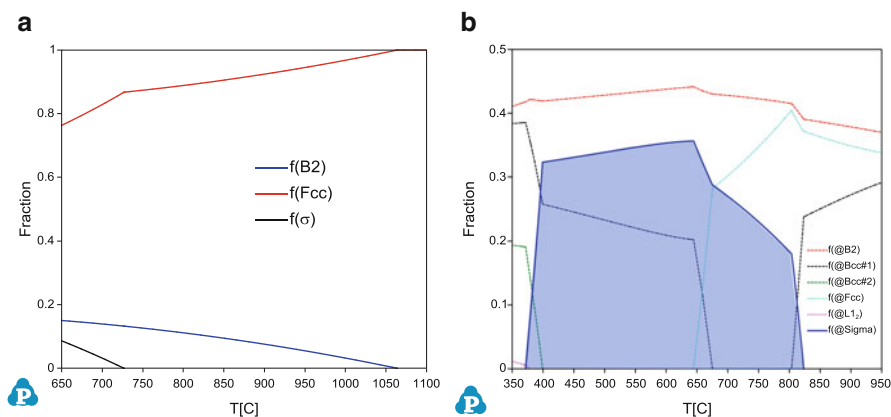 a
1
0.8
0.6
0.4
0.2
0
Fraction
f(B2)
f(Fcc)
f(σ)
650 700 750 800 850 900 950 1000 1050 1100
T[C]
P
b
0.5
0.4
0.3
0.2
0.1
0
Fraction
f(@B2)
f(@Bcc#1)
f(@Bcc#2)
f(@Fcc)
f(@L1₂)
f(@Sigma)
350 400 450 500 550 600 650 700 750 800 850 900 950
T[C]
P